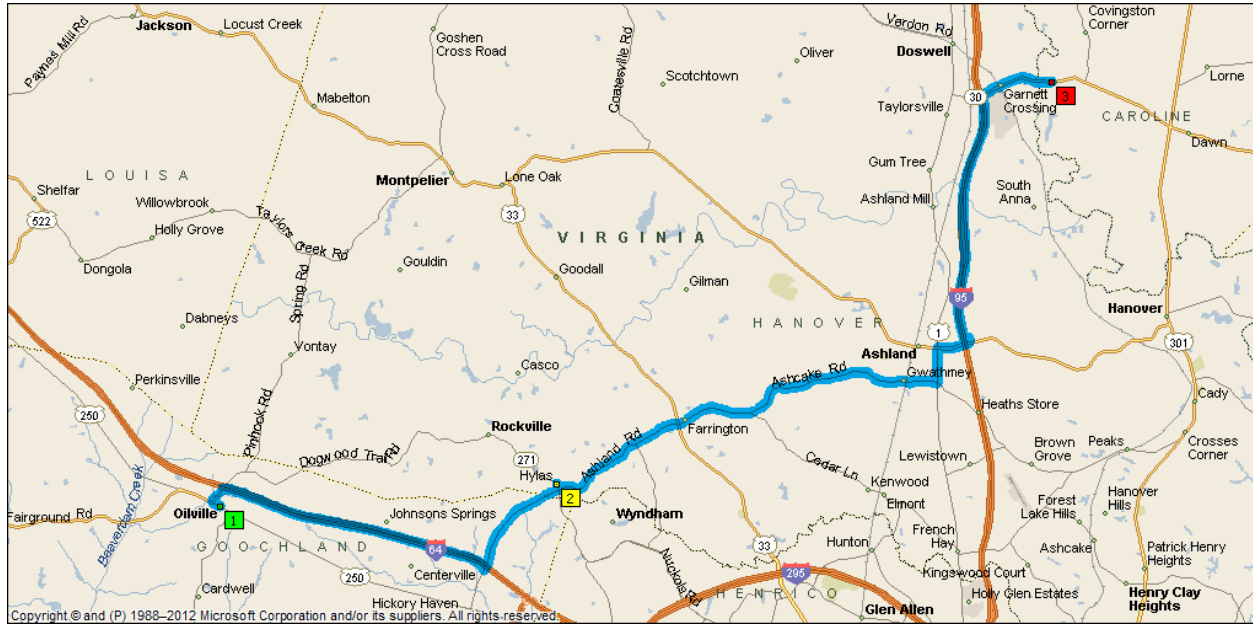 Jackson
Locust Creek
Paynes Mill Rd
Goshen
Cross Road
Coatesville Rd
Scotchtown
Oliver
Verdon Rd
Doswell
Covington
Corner
Lorne
Mabelton
Taylorsville
30
Garnett
Crossing
3
CAROLINE
Dawn
LOUISA
Shelfar
522
Willowbrook
Holly Grove
Dongola
Taylors Creek Rd
Montpelier
Lone Oak
33
Gum Tree
Ashland Mill
South
Anna
VIRGINIA
Gouldin
Goodall
Gilman
Spring Rd
95
Hanover
Dabneys
Vontay
HANOVER
1
301
Casco
Ashland
Perkinsville
Ashcake Rd
Gwathmey
Cady
250
Pinhook Rd
Heaths Store
Farrington
Rockville
Dogwood Trail Rd
271
Ashland Rd
Brown
Grove
Peaks
Crosses
Corner
Lewistown
Cedar Ln
Hylas
2
Kenwood
Elmont
Hanover
Hills
Forest
Lake Hills
Beaverdam Creek
Fairground Rd
Oilville
1
Johnsons Springs
Wyndham
French
Hay
Ashcake
GOOCHLAND
64
33
Hunton
Patrick Henry
Heights
Nuckols Rd
Centerville
250
295
Kingswood Court
Cardwell
HENRICO
Holly Glen Estates
Henry Clay
Heights
Hickory Haven
Glen Allen
Copyright © and (P) 1988–2012 Microsoft Corporation and/or its suppliers. All rights reserved.